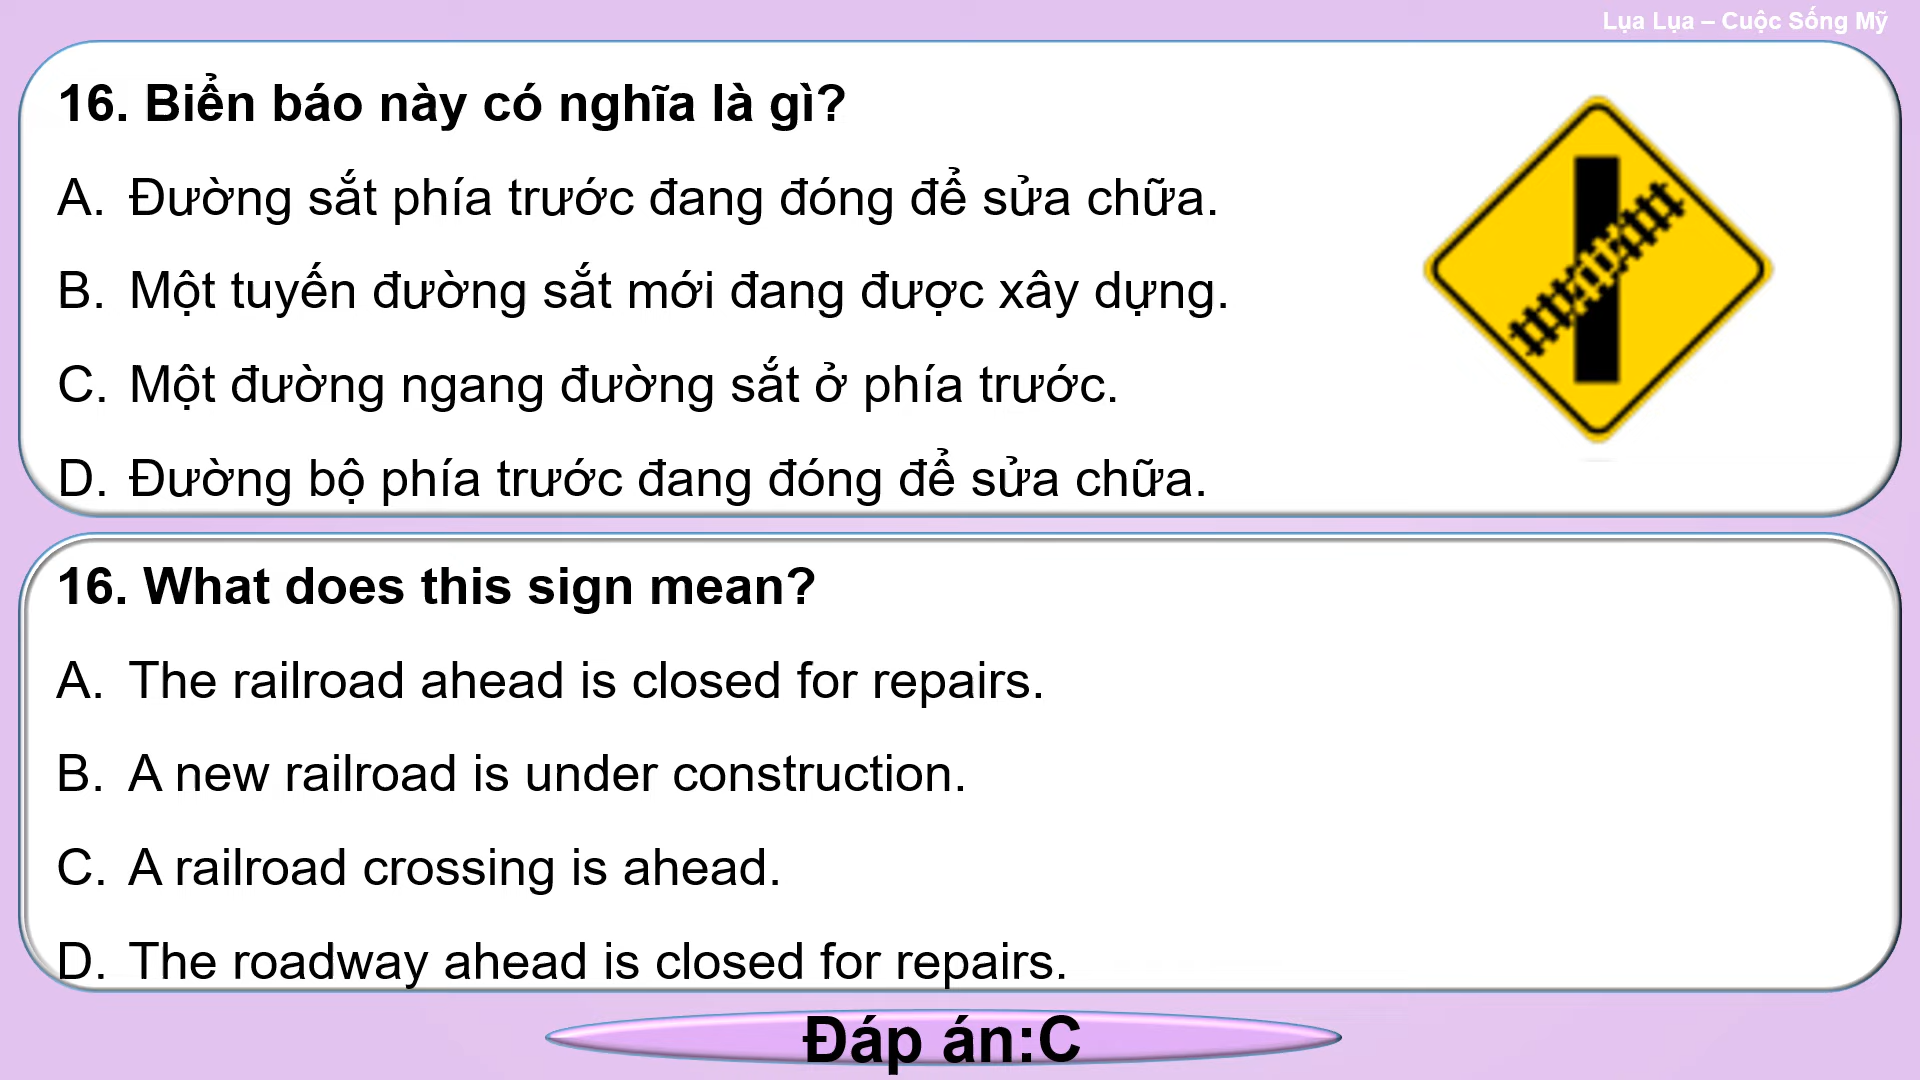 Lụa Lụa – Cuộc Sống Mỹ
16. Biển báo này có nghĩa là gì?
A. Đường sắt phía trước đang đóng để sửa chữa.
B. Một tuyến đường sắt mới đang được xây dựng.
C. Một đường ngang đường sắt ở phía trước.
D. Đường bộ phía trước đang đóng để sửa chữa.
16. What does this sign mean?
A. The railroad ahead is closed for repairs.
B. A new railroad is under construction.
C. A railroad crossing is ahead.
D. The roadway ahead is closed for repairs.
Đáp án:C